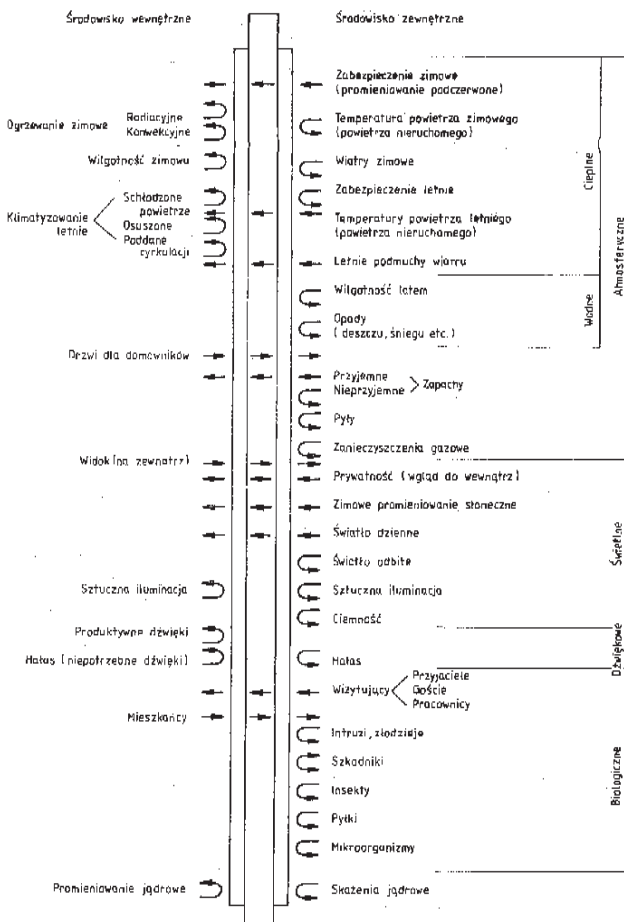 Środowisko wewnętrzne
Środowisko zewnętrzne
Zabezpieczenie zimowe
(promieniowanie podczerwone)
Ogrzewanie zimowe
Radiacyjne
Konwekcyjne
Temperatura powietrza zimowego
(powietrza nieruchomego)
Wilgotność zimowu
Wiatry zimowe
Klimatyzowanie
letnie
Schłodzone
powietrze
Osuszone
Poddane
cyrkulacji
Zabezpieczenie letnie
Temperatury powietrza letniego
(powietrza nieruchomego)
Letnie podmuchy wiatru
Wilgotność latem
Opady
(deszczu, śniegu etc.)
Drzwi dla domowników
Przyjemne
Nieprzyjemne
Zapachy
Pyły
Zanieczyszczenia gazowe
Widok (na zewnątrz)
Prywatność (wgląd do wewnątrz)
Zimowe promieniowanie słoneczne
Światło dzienne
Światło odbite
Sztuczna iluminacja
Sztuczna iluminacja
Ciemność
Produktywne dźwięki
Hałas (niepotrzebne dźwięki)
Hałas
Wizytujący
Przyjaciele
Goście
Pracownicy
Mieszkańcy
Intruzi, złodzieje
Szkodniki
Insekty
Pyłki
Mikroorganizmy
Promieniowanie jądrowe
Skażenia jądrowe
Cieplne
Wodne
Atmosferyczne
Świetlne
Dźwiękowe
Biologiczne